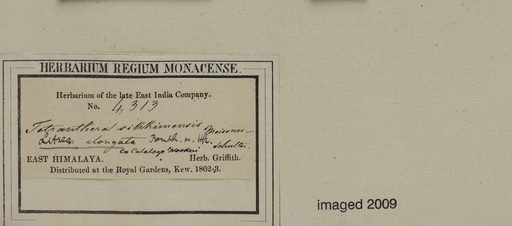 HERBARIUM REGIUM MONACENSE.
Herbarium of the late East India Company.
No. 4313
Tetranthera sikkimensis Meissner
Litsea elongata Benth. u. Hk.
EAST HIMALAYA. Herb. Griffith.
Distributed at the Royal Gardens, Kew. 1862-3.
imaged 2009